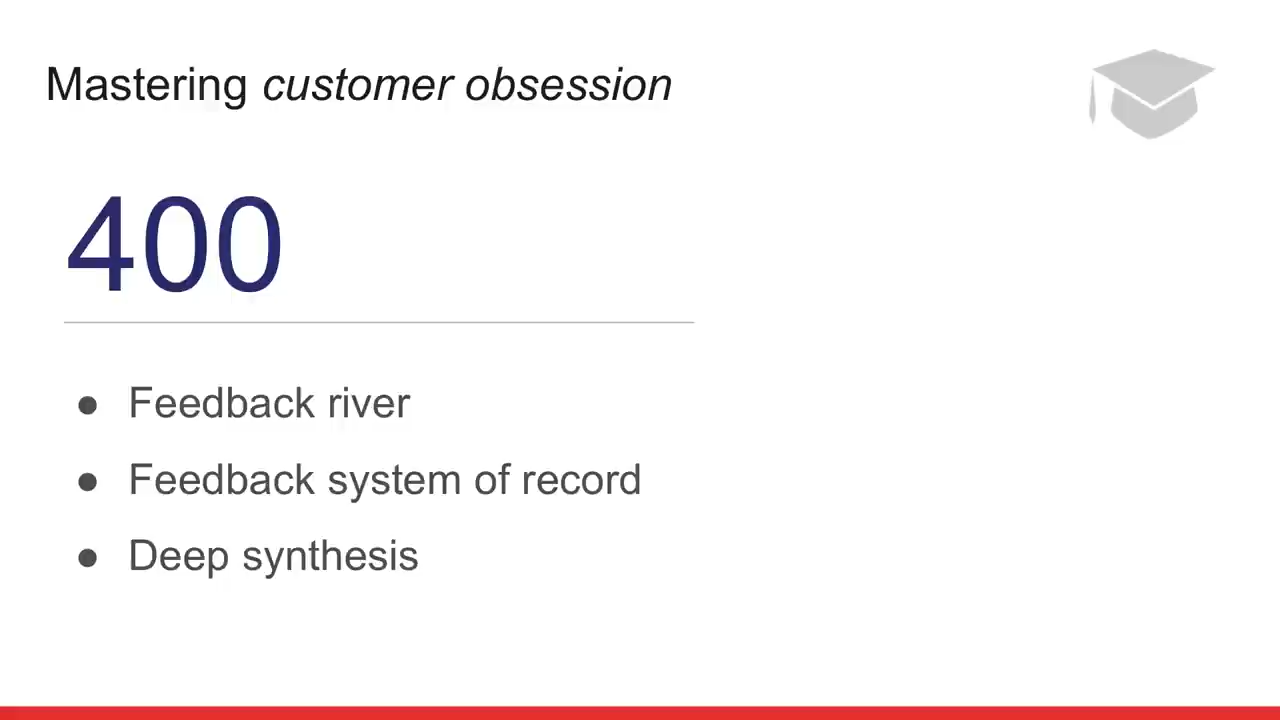 Mastering customer obsession
400
● Feedback river
● Feedback system of record
● Deep synthesis